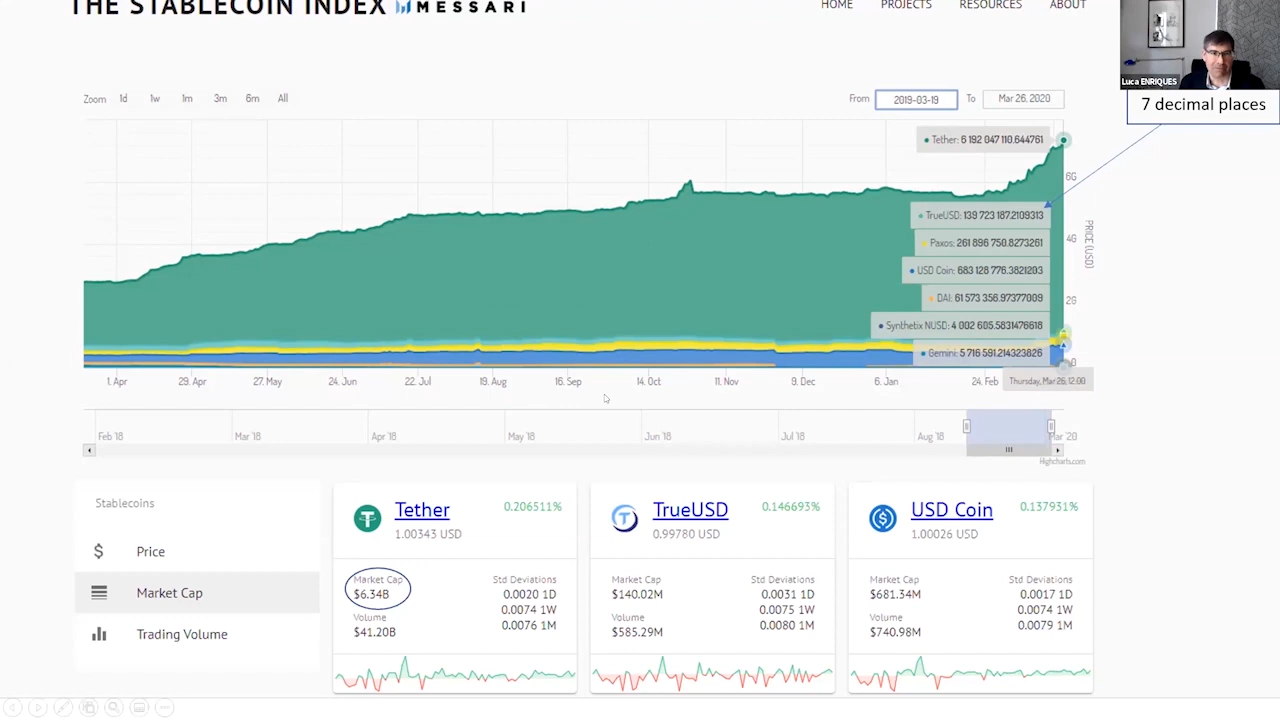 THE STABLECOIN INDEX MESSARI
HOME PROJECTS RESOURCES ABOUT
Luca ENRIQUES
7 decimal places
Zoom 1d 1w 1m 3m 6m All
From 2019-03-19 To Mar 26, 2020
Tether: 6 192 047 110.644761
TrueUSD: 139 723 187.2109313
Paxos: 261 896 750.8273261
USD Coin: 683 128 776.3821203
DAI: 61 573 356.97377009
Synthetix NUSD: 4 002 605.5831476618
Gemini: 5 716 591.214323826
6G
4G
2G
0
PRICE (USD)
1. Apr 29. Apr 27. May 24. Jun 22. Jul 19. Aug 16. Sep 14. Oct 11. Nov 9. Dec 6. Jan 24. Feb
Thursday, Mar 26, 12:00
Feb '18 Mar '18 Apr '18 May '18 Jun '18 Jul '18 Aug '18 Mar '20
Highcharts.com
Stablecoins
Price
Market Cap
Trading Volume
Tether 0.206511%
1.00343 USD
Market Cap Std Deviations
$6.34B 0.0020 1D
0.0074 1W
Volume
$41.20B 0.0076 1M
TrueUSD 0.146693%
0.99780 USD
Market Cap Std Deviations
$140.02M 0.0031 1D
0.0075 1W
Volume
$585.29M 0.0080 1M
USD Coin 0.137931%
1.00026 USD
Market Cap Std Deviations
$681.34M 0.0017 1D
0.0074 1W
Volume
$740.98M 0.0079 1M